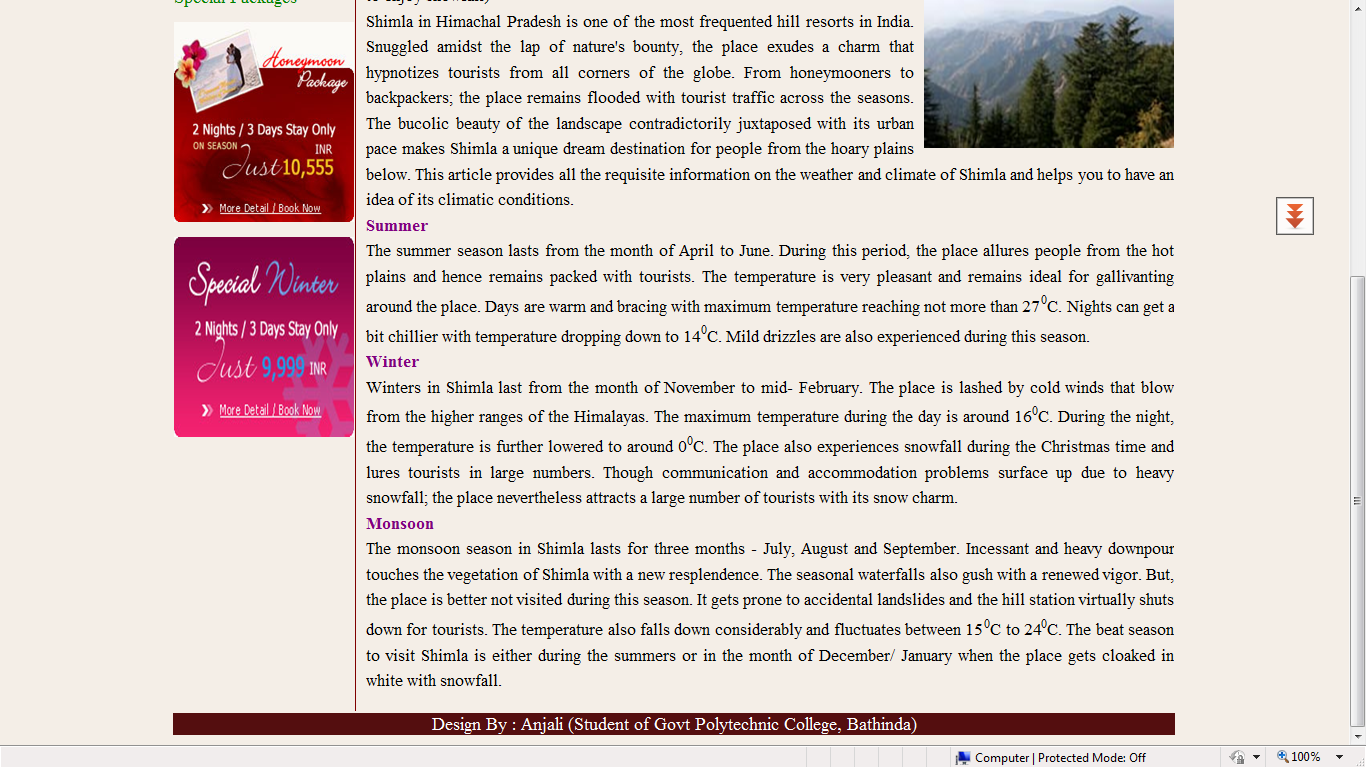 Special Packages
Honeymoon
Package
2 Nights / 3 Days Stay Only
ON SEASON
INR
Just 10,555
More Detail / Book Now
Special Winter
2 Nights / 3 Days Stay Only
Just 9,999 INR
More Detail / Book Now
to enjoy snowfall)
Shimla in Himachal Pradesh is one of the most frequented hill resorts in India.
Snuggled amidst the lap of nature's bounty, the place exudes a charm that
hypnotizes tourists from all corners of the globe. From honeymooners to
backpackers; the place remains flooded with tourist traffic across the seasons.
The bucolic beauty of the landscape contradictorily juxtaposed with its urban
pace makes Shimla a unique dream destination for people from the hoary plains
below. This article provides all the requisite information on the weather and climate of Shimla and helps you to have an
idea of its climatic conditions.
Summer
The summer season lasts from the month of April to June. During this period, the place allures people from the hot
plains and hence remains packed with tourists. The temperature is very pleasant and remains ideal for gallivanting
around the place. Days are warm and bracing with maximum temperature reaching not more than 27⁰C. Nights can get a
bit chillier with temperature dropping down to 14⁰C. Mild drizzles are also experienced during this season.
Winter
Winters in Shimla last from the month of November to mid- February. The place is lashed by cold winds that blow
from the higher ranges of the Himalayas. The maximum temperature during the day is around 16⁰C. During the night,
the temperature is further lowered to around 0⁰C. The place also experiences snowfall during the Christmas time and
lures tourists in large numbers. Though communication and accommodation problems surface up due to heavy
snowfall; the place nevertheless attracts a large number of tourists with its snow charm.
Monsoon
The monsoon season in Shimla lasts for three months - July, August and September. Incessant and heavy downpour
touches the vegetation of Shimla with a new resplendence. The seasonal waterfalls also gush with a renewed vigor. But,
the place is better not visited during this season. It gets prone to accidental landslides and the hill station virtually shuts
down for tourists. The temperature also falls down considerably and fluctuates between 15⁰C to 24⁰C. The beat season
to visit Shimla is either during the summers or in the month of December/ January when the place gets cloaked in
white with snowfall.
Design By : Anjali (Student of Govt Polytechnic College, Bathinda)
Computer | Protected Mode: Off
100%